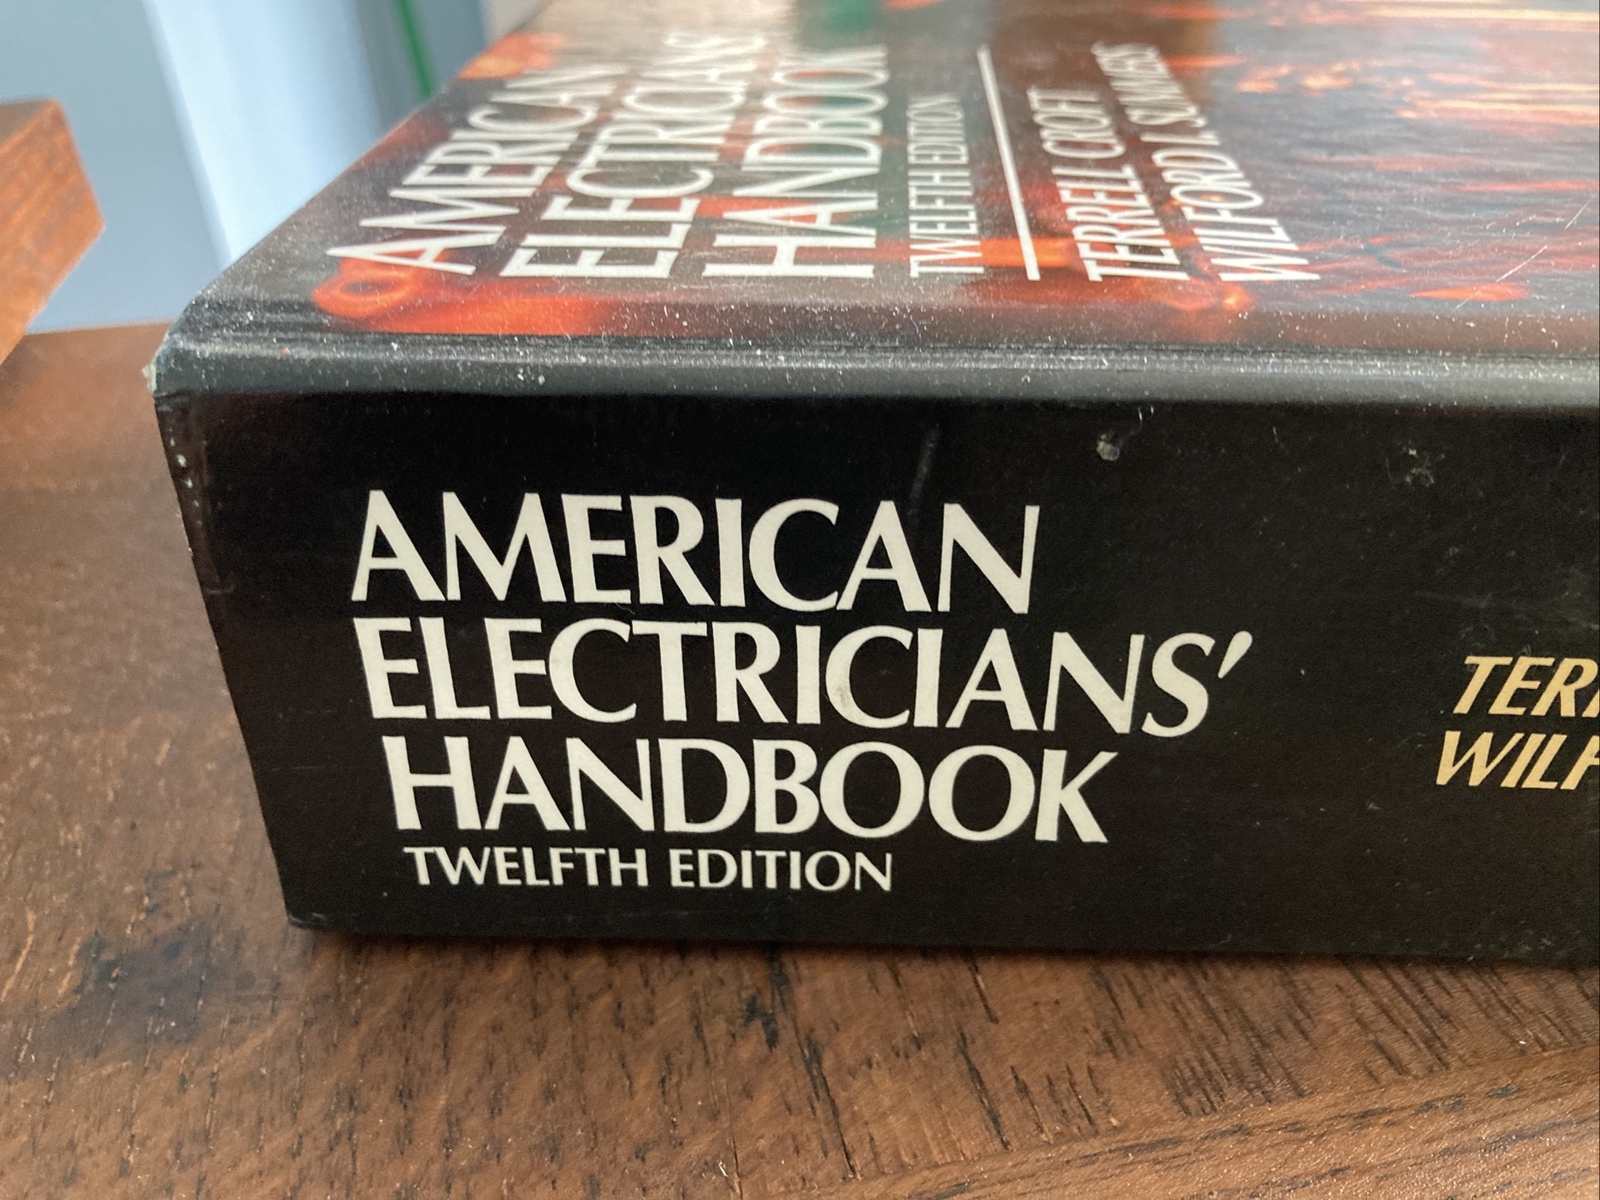 AMERICAN
ELECTRICIANS'
HANDBOOK
TWELFTH EDITION
TERRELL CROFT
WILFORD I. SUMMERS
AMERICAN
ELECTRICIANS'
HANDBOOK
TWELFTH EDITION